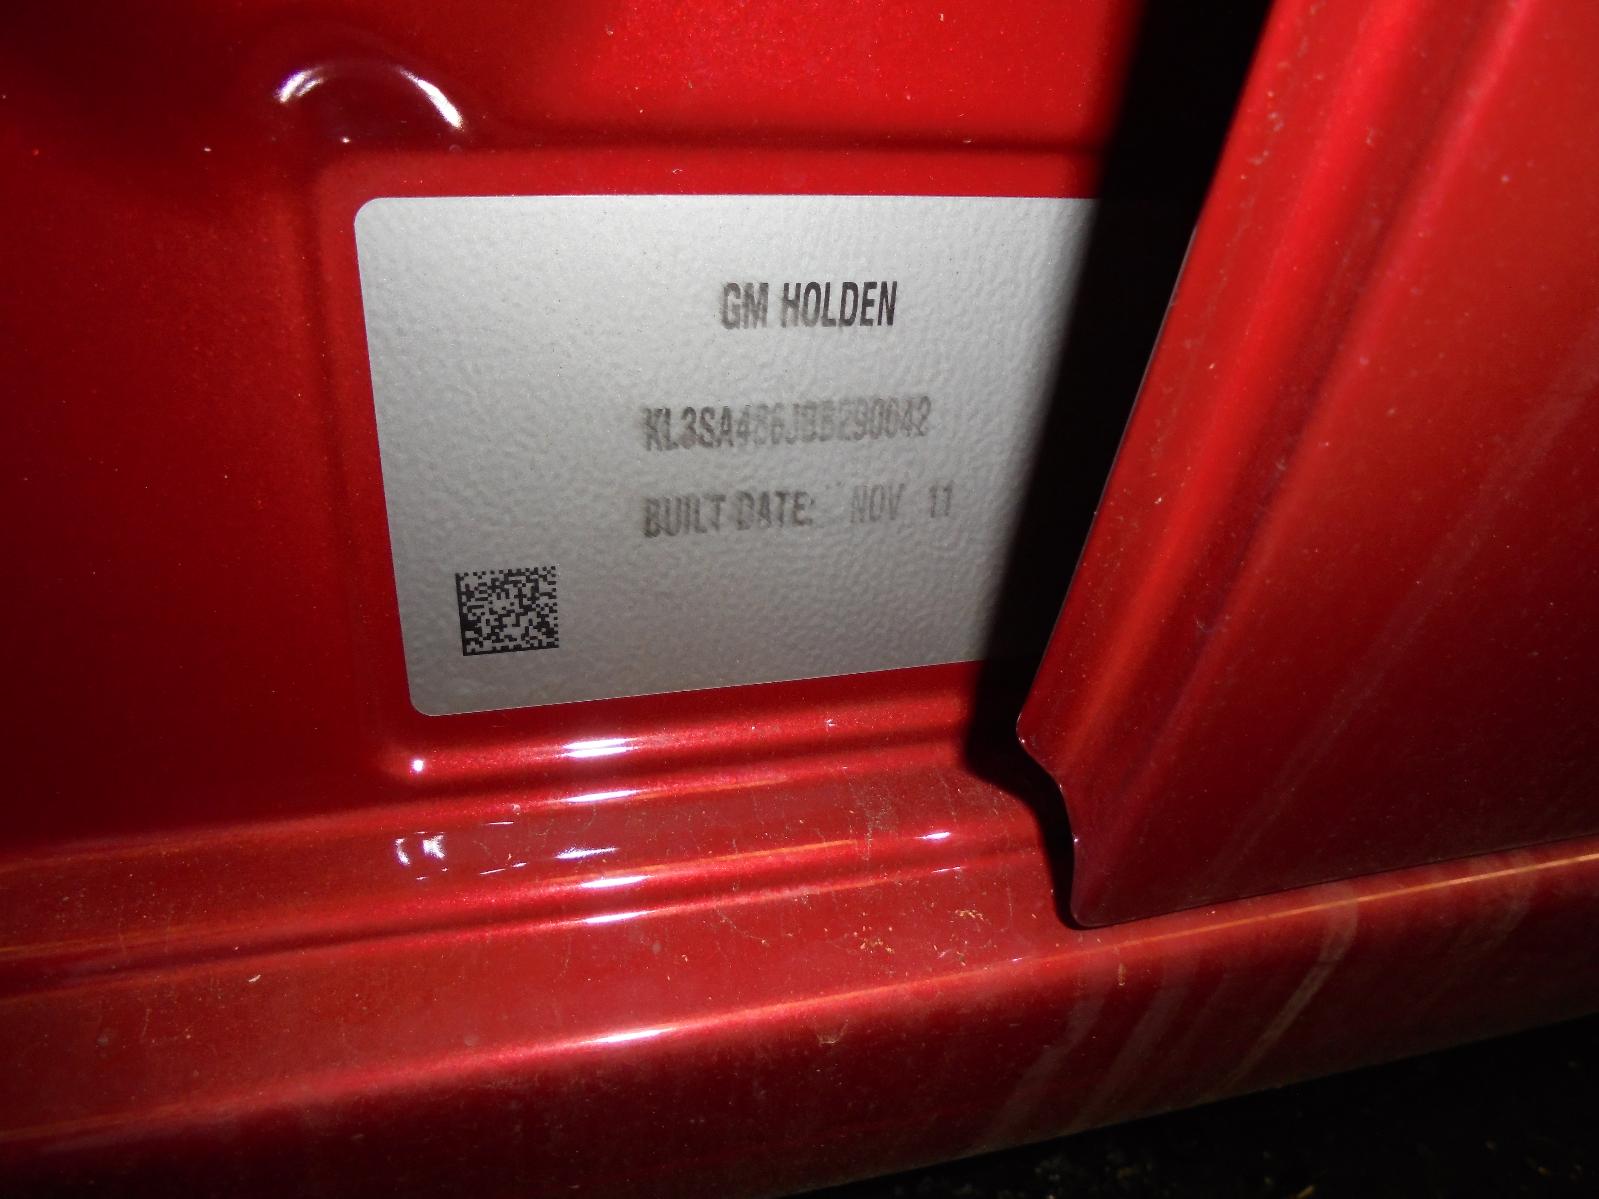 GM HOLDEN
KL3SA486JBB290042
BUILT DATE: NOV 11